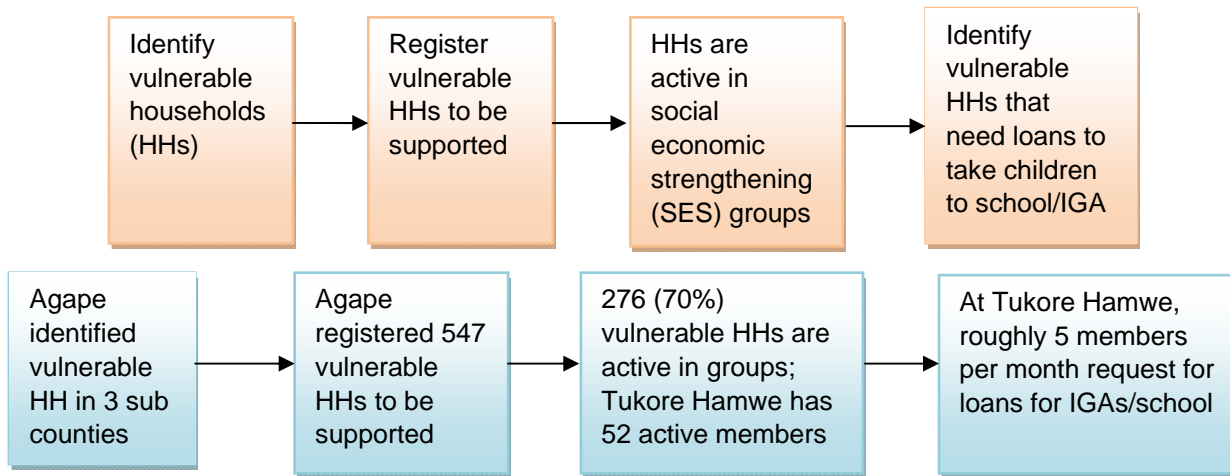 Identify
vulnerable
households
(HHs)
Register
vulnerable
HHs to be
supported
HHs are
active in
social
economic
strengthening
(SES) groups
Identify
vulnerable
HHs that
need loans to
take children
to school/IGA
Agape
identified
vulnerable
HH in 3 sub
counties
Agape
registered 547
vulnerable
HHs to be
supported
276 (70%)
vulnerable HHs are
active in groups;
Tukore Hamwe has
52 active members
At Tukore Hamwe,
roughly 5 members
per month request for
loans for IGAs/school